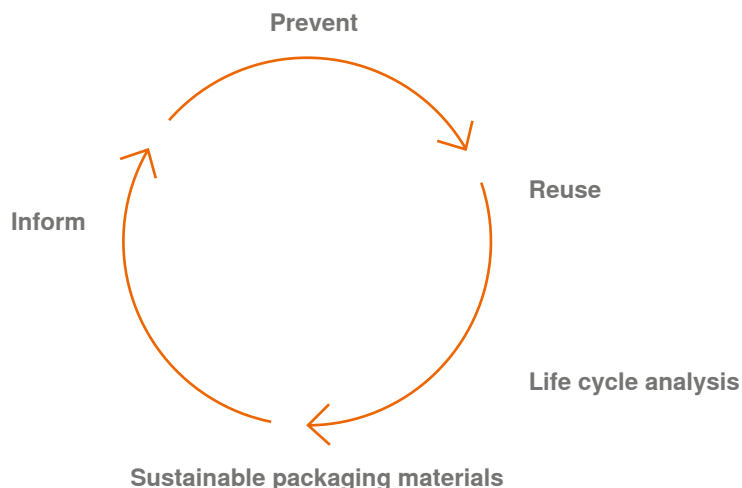 Prevent
Reuse
Inform
Life cycle analysis
Sustainable packaging materials